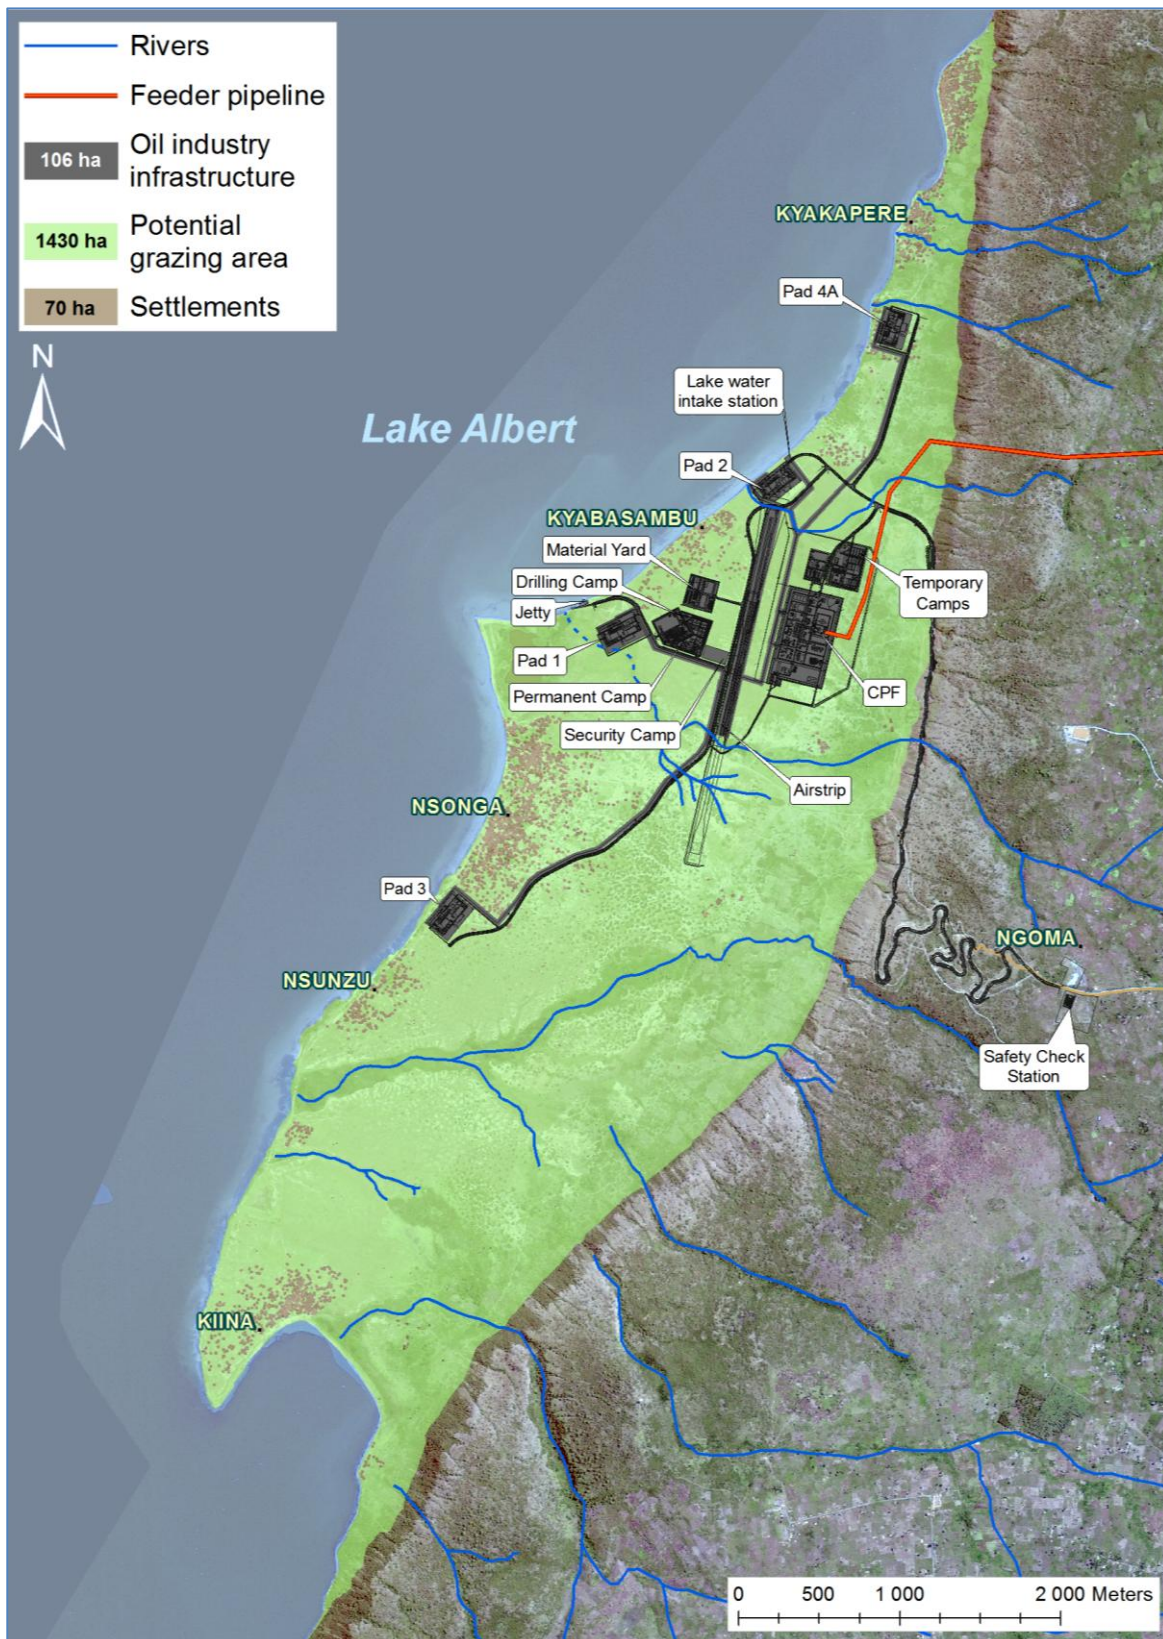 Rivers
Feeder pipeline
106 ha
Oil industry
infrastructure
1430 ha
Potential
grazing area
70 ha
Settlements
N
KYAKAPERE
Pad 4A
Lake water
intake station
Lake Albert
Pad 2
KYABASAMBU
Material Yard
Drilling Camp
Temporary
Camps
Jetty
Pad 1
Permanent Camp
CPF
Security Camp
Airstrip
NSONGA
Pad 3
NGOMA
NSUNZU
Safety Check
Station
KIINA
0 500 1 000 2 000 Meters